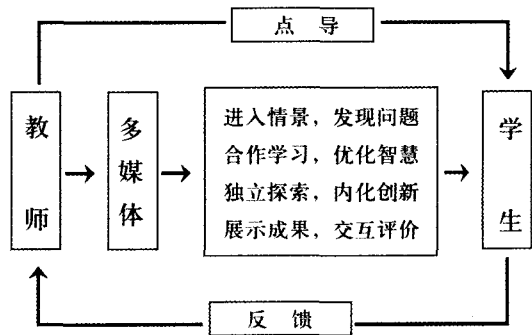 点 导
教 师
多 媒 体
进入情景，发现问题
合作学习，优化智慧
独立探索，内化创新
展示成果，交互评价
学 生
反 馈